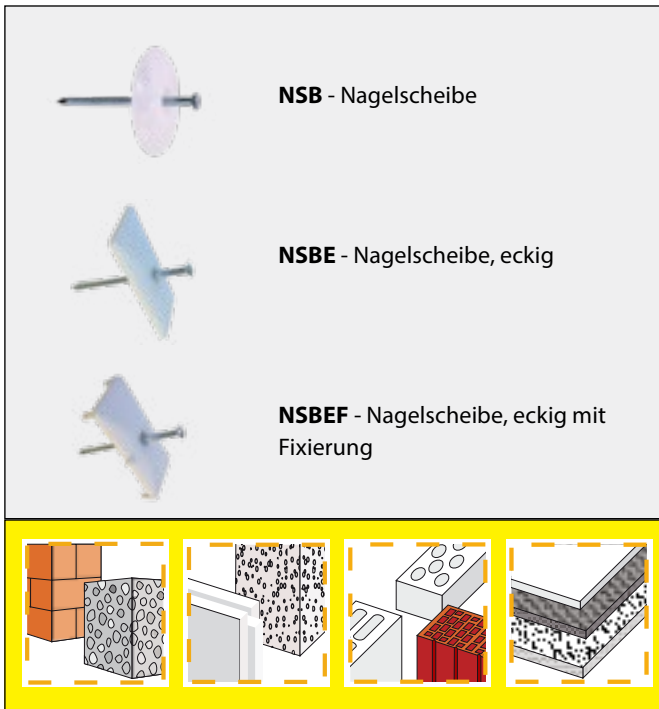 NSB - Nagelscheibe
NSBE - Nagelscheibe, eckig
NSBEF - Nagelscheibe, eckig mit
Fixierung